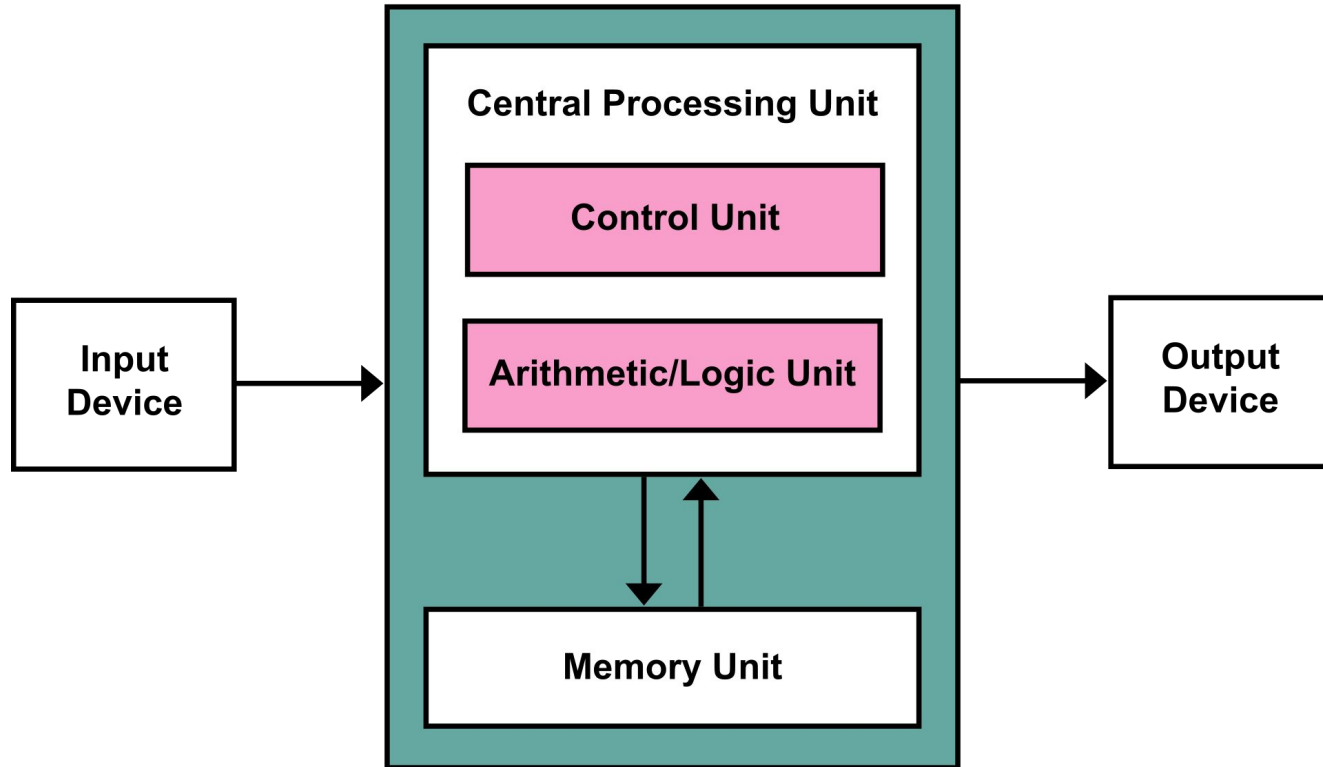 Central Processing Unit
Control Unit
Arithmetic/Logic Unit
Input
Device
Output
Device
Memory Unit